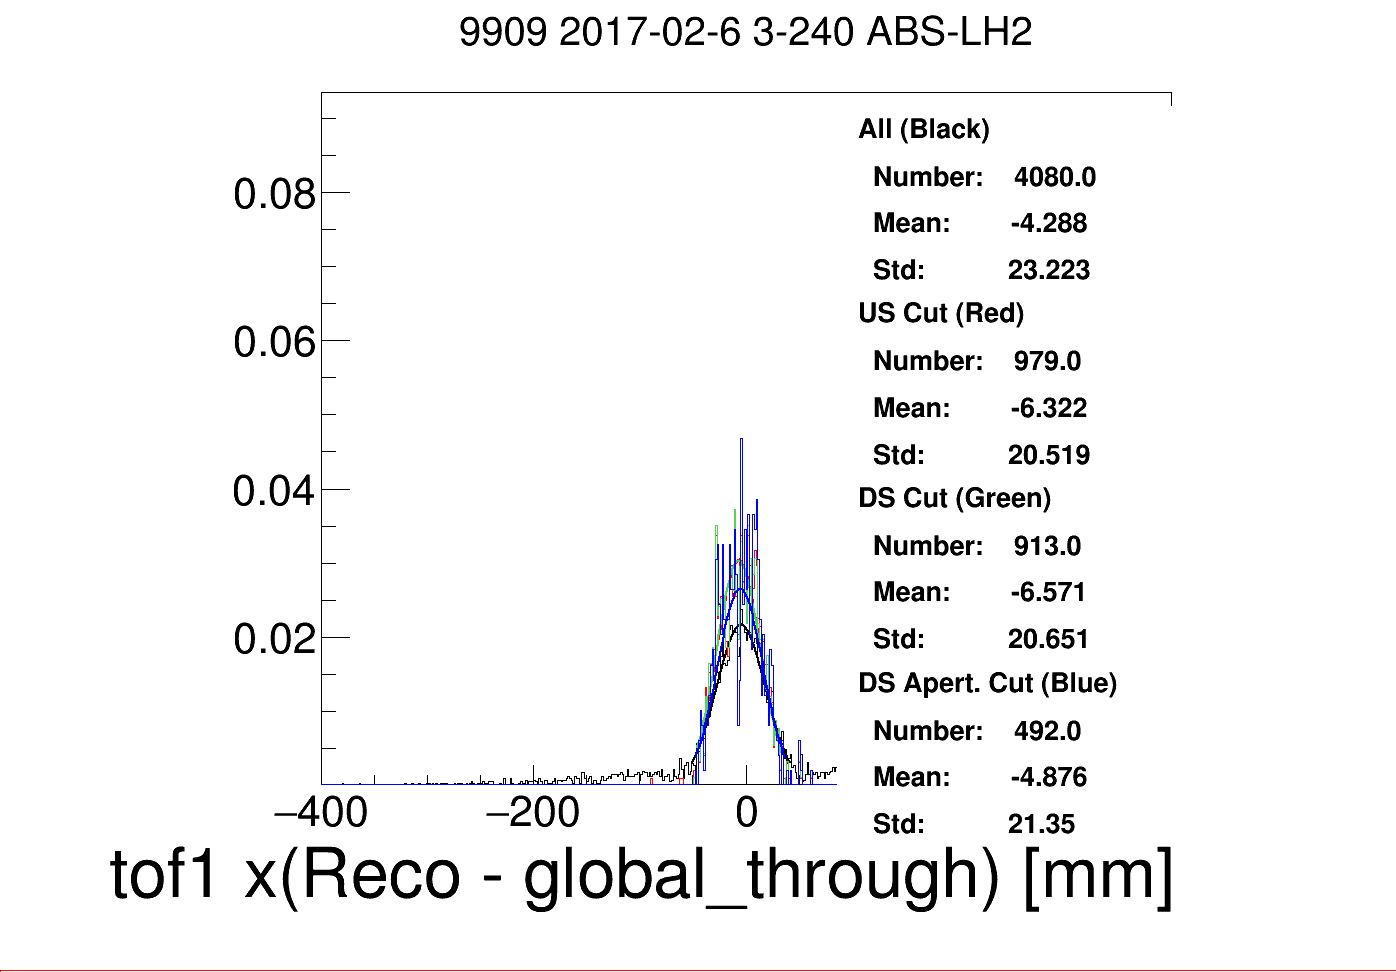 9909 2017-02-6 3-240 ABS-LH2
All (Black)
Number: 4080.0
Mean: -4.288
Std: 23.223
US Cut (Red)
Number: 979.0
Mean: -6.322
Std: 20.519
DS Cut (Green)
Number: 913.0
Mean: -6.571
Std: 20.651
DS Apert. Cut (Blue)
Number: 492.0
Mean: -4.876
Std: 21.35
0.08
0.06
0.04
0.02
−400 −200 0
tof1 x(Reco - global_through) [mm]